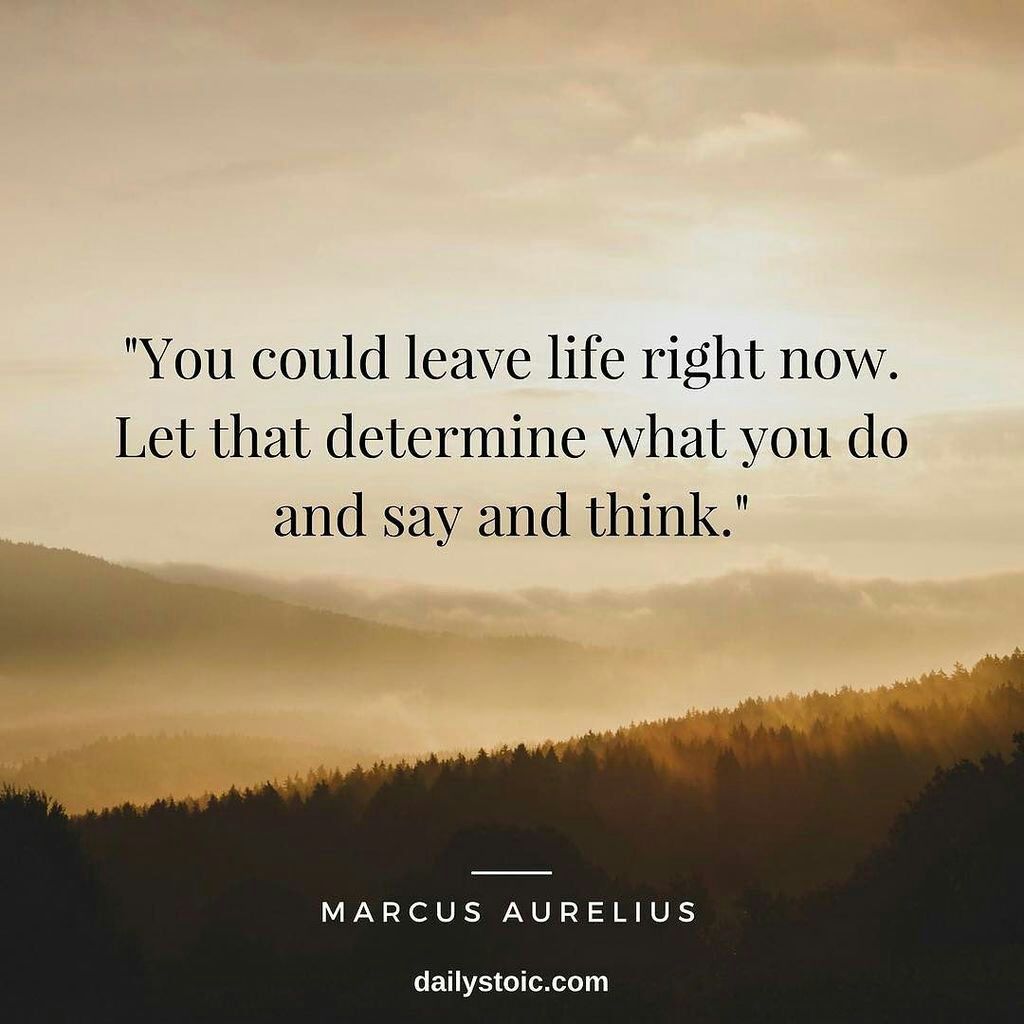 "You could leave life right now.
Let that determine what you do
and say and think."
MARCUS AURELIUS
dailystoic.com